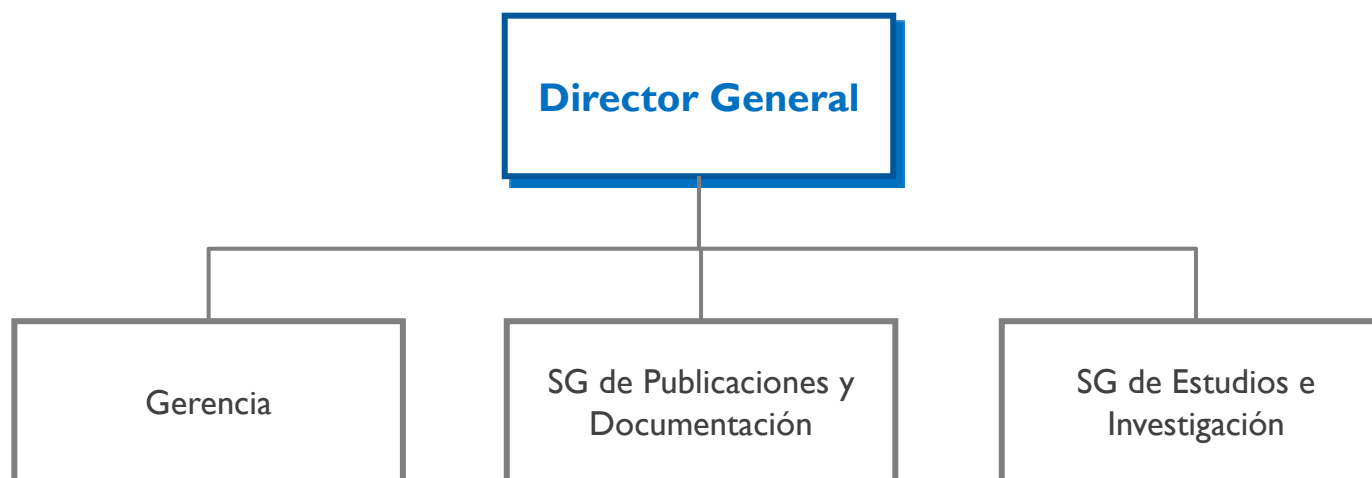 Director General
Gerencia
SG de Publicaciones y
Documentación
SG de Estudios e
Investigación